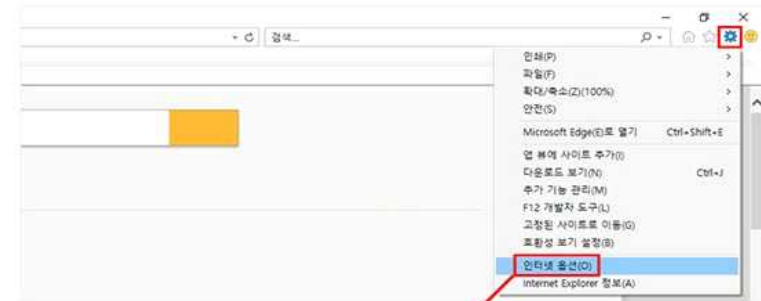 검색...
인쇄(P)
파일(F)
확대/축소(Z)(100%)
안전(S)
Microsoft Edge(E)로 열기 Ctrl+Shift+E
앱 뷰에 사이트 추가(I)
다운로드 보기(N) Ctrl+J
추가 기능 관리(M)
F12 개발자 도구(L)
고정된 사이트로 이동(G)
호환성 보기 설정(B)
인터넷 옵션(O)
Internet Explorer 정보(A)